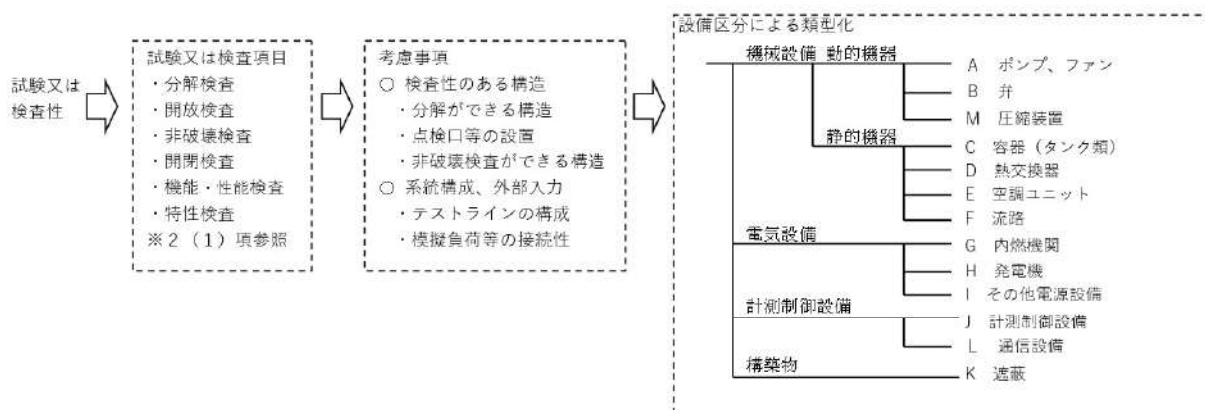 試験又は
検査性
試験又は検査項目
・分解検査
・開放検査
・非破壊検査
・開閉検査
・機能・性能検査
・特性検査
※2（1）項参照
考慮事項
○ 検査性のある構造
・分解ができる構造
・点検口等の設置
・非破壊検査ができる構造
○ 系統構成、外部入力
・テストラインの構成
・模擬負荷等の接続性
設備区分による類型化
機械設備 動的機器
A ポンプ、ファン
B 弁
M 圧縮装置
静的機器
C 容器（タンク類）
D 熱交換器
E 空調ユニット
F 流路
電気設備
G 内燃機関
H 発電機
I その他電源設備
計測制御設備
J 計測制御設備
L 通信設備
構築物
K 遮蔽